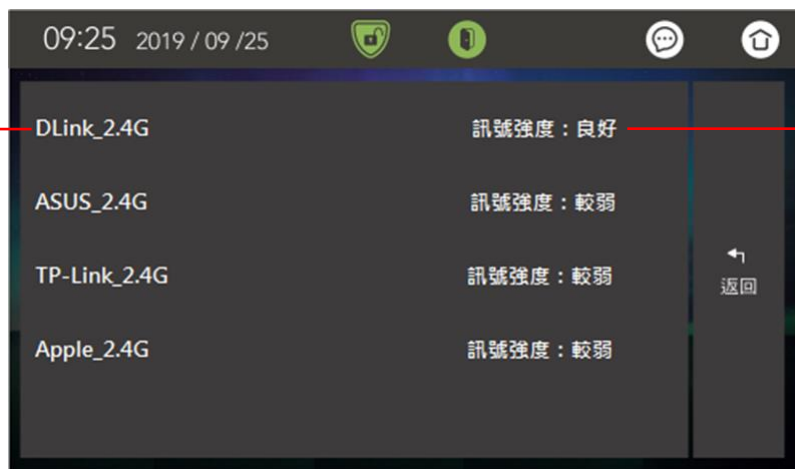 09:25 2019 / 09 /25
DLink_2.4G 訊號強度：良好
ASUS_2.4G 訊號強度：較弱
TP-Link_2.4G 訊號強度：較弱
Apple_2.4G 訊號強度：較弱
返回